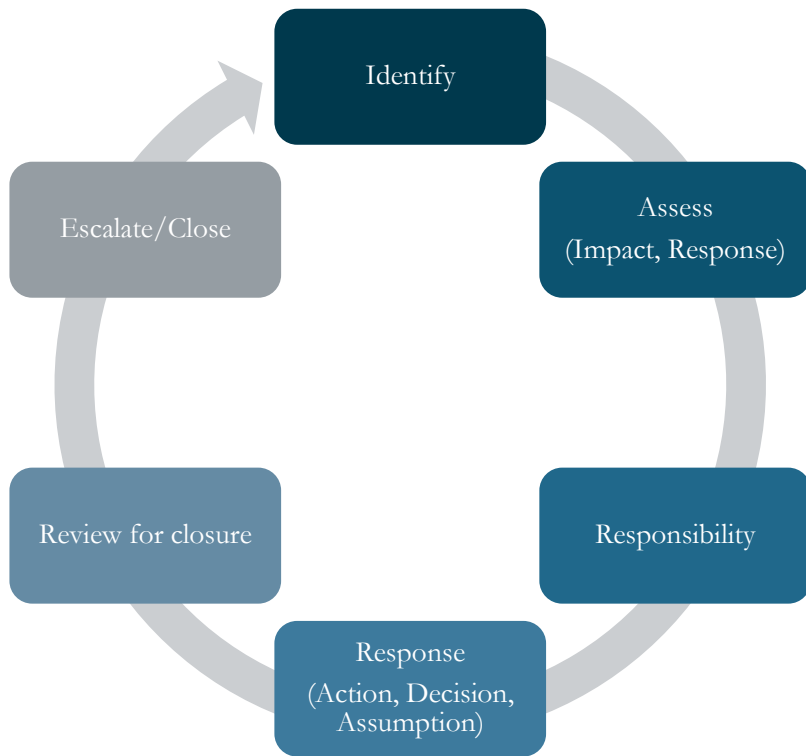 Identify
Assess
(Impact, Response)
Responsibility
Response
(Action, Decision,
Assumption)
Review for closure
Escalate/Close